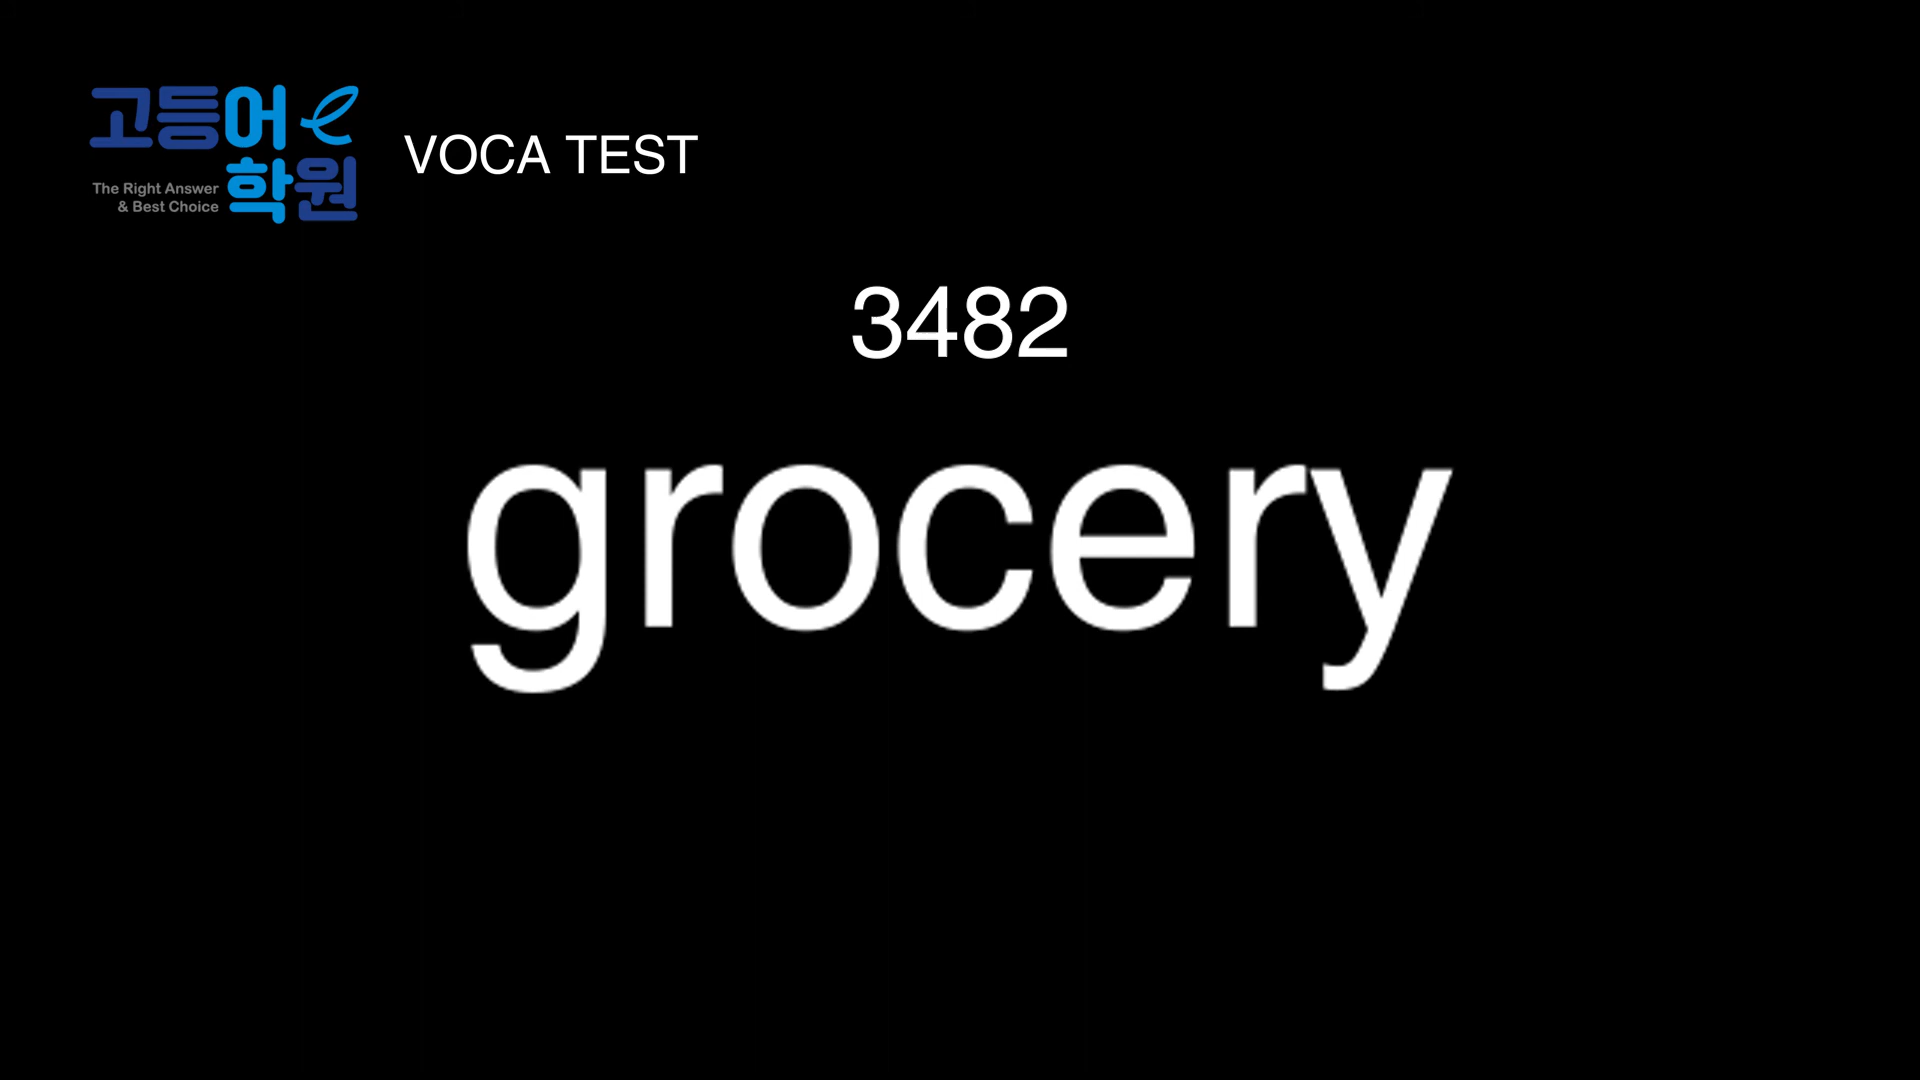 고등어
학원
The Right Answer
& Best Choice
VOCA TEST
3482
grocery